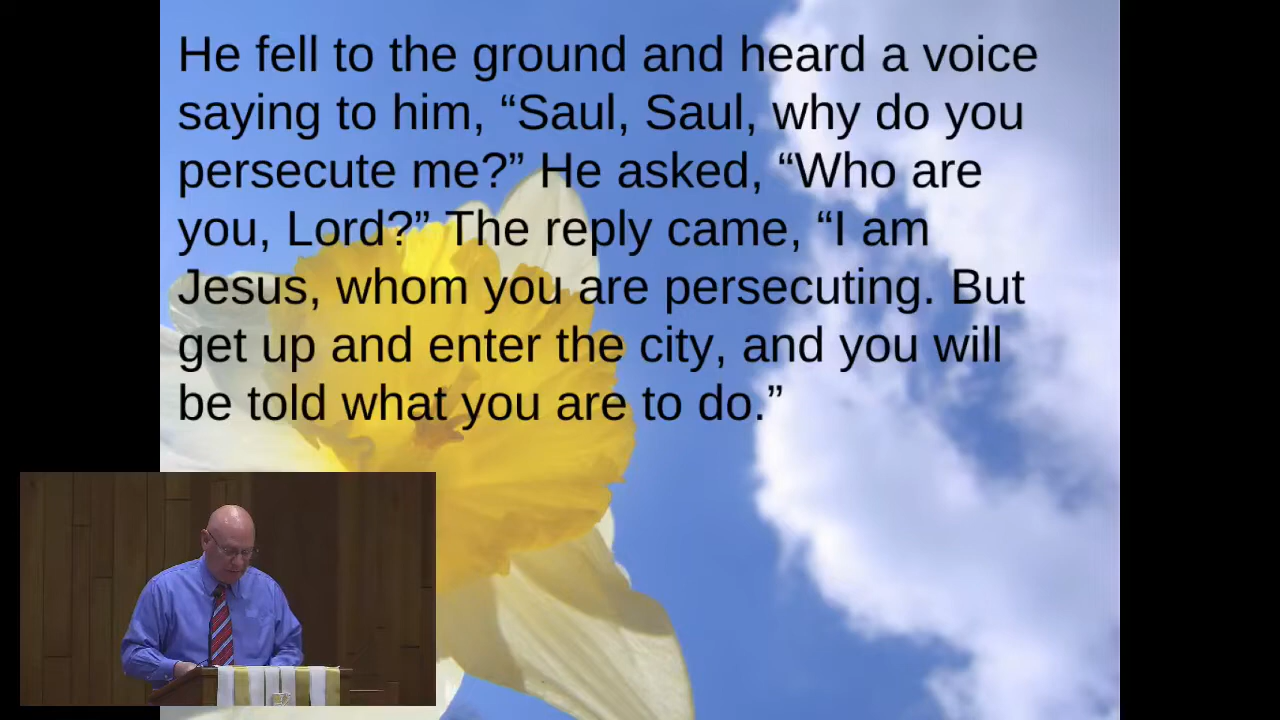 He fell to the ground and heard a voice
saying to him, “Saul, Saul, why do you
persecute me?” He asked, “Who are
you, Lord?” The reply came, “I am
Jesus, whom you are persecuting. But
get up and enter the city, and you will
be told what you are to do.”